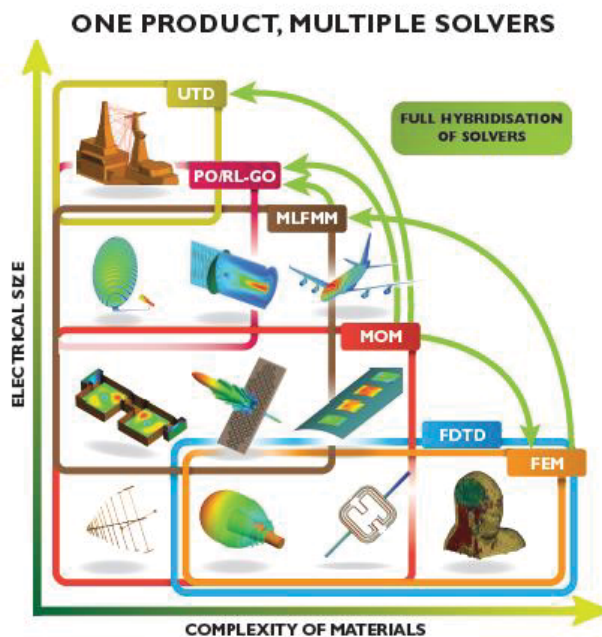 ONE PRODUCT, MULTIPLE SOLVERS
UTD
FULL HYBRIDISATION
OF SOLVERS
PO/RL-GO
MLFMM
ELECTRICAL SIZE
MOM
FDTD
FEM
COMPLEXITY OF MATERIALS